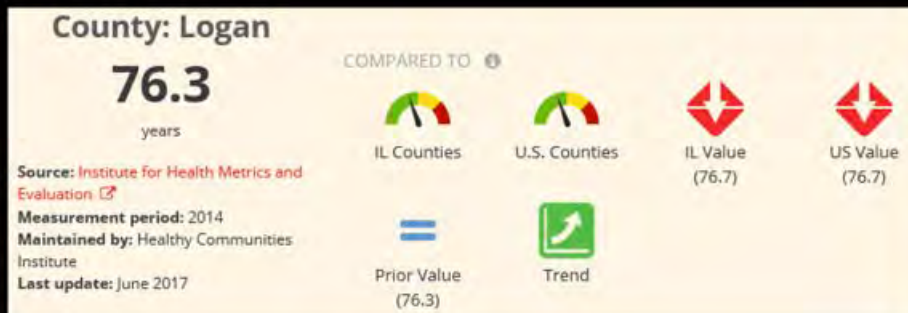 County: Logan
76.3
years
Source: Institute for Health Metrics and
Evaluation
Measurement period: 2014
Maintained by: Healthy Communities
Institute
Last update: June 2017
COMPARED TO
IL Counties
U.S. Counties
IL Value
(76.7)
US Value
(76.7)
Prior Value
(76.3)
Trend